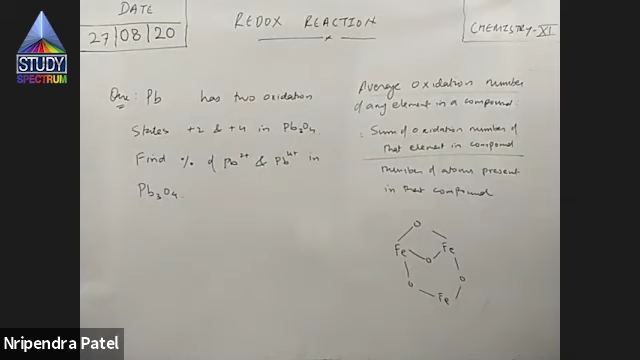 DATE
27/08/20
REDOX REACTION
CHEMISTRY-XI
STUDY
SPECTRUM
Que: Pb has two oxidation
States +2 & +4 in Pb3O4.
Find % of Pb2+ & Pb4+ in
Pb3O4.
Average Oxidation number
of any element in a compound:
: Sum of Oxidation number of
that element in compound
number of atoms present
in that compound
O
Fe Fe
O
O O
Fe
Nripendra Patel